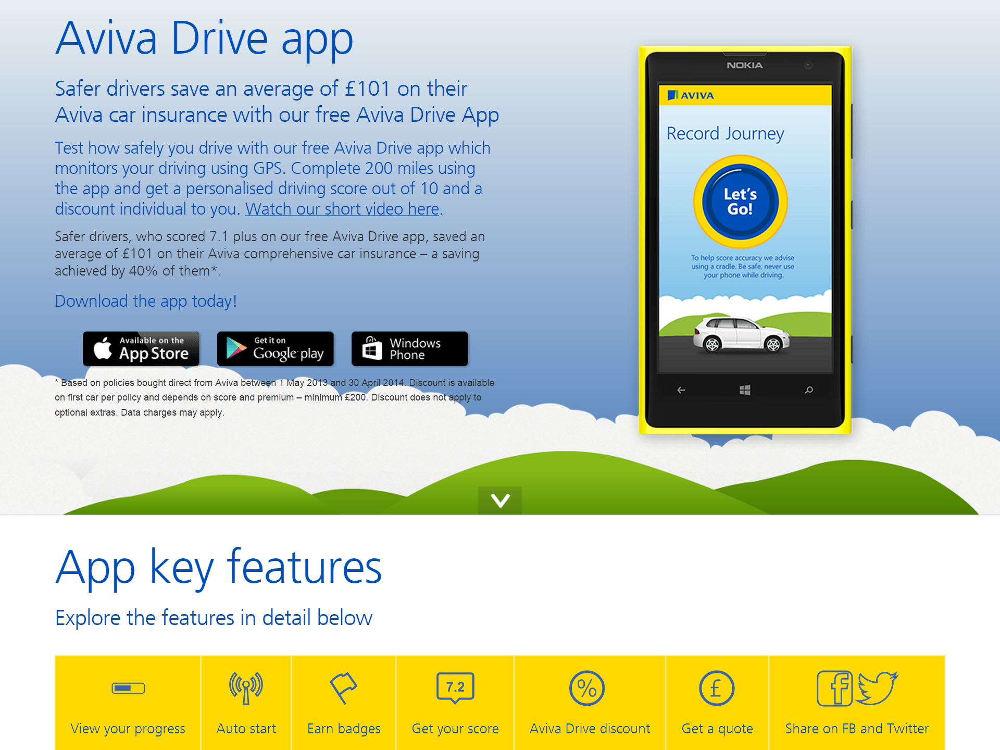 Aviva Drive app
Safer drivers save an average of £101 on their
Aviva car insurance with our free Aviva Drive App
Test how safely you drive with our free Aviva Drive app which
monitors your driving using GPS. Complete 200 miles using
the app and get a personalised driving score out of 10 and a
discount individual to you. Watch our short video here.
Safer drivers, who scored 7.1 plus on our free Aviva Drive app, saved an
average of £101 on their Aviva comprehensive car insurance – a saving
achieved by 40% of them*.
Download the app today!
Available on the
App Store
Get it on
Google play
Windows
Phone
* Based on policies bought direct from Aviva between 1 May 2013 and 30 April 2014. Discount is available
on first car per policy and depends on score and premium – minimum £200. Discount does not apply to
optional extras. Data charges may apply.
NOKIA
AVIVA
Record Journey
Let's
Go!
To help score accuracy we advise
using a cradle. Be safe, never use
your phone while driving.
App key features
Explore the features in detail below
7.2
%
£
f
View your progress
Auto start
Earn badges
Get your score
Aviva Drive discount
Get a quote
Share on FB and Twitter